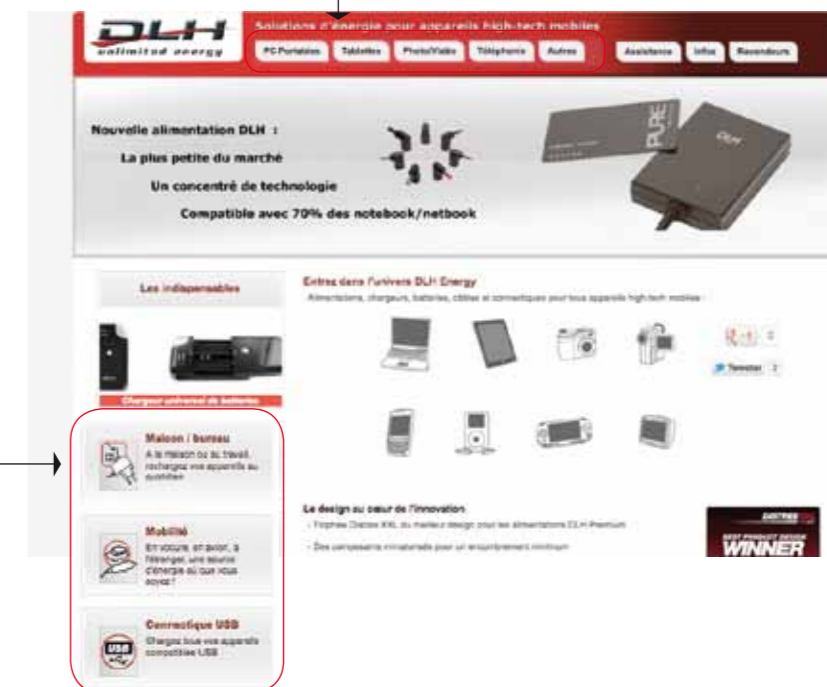 DLH
unlimited energy
Solutions d'énergie pour appareils high-tech mobiles
PC Portables
Tablettes
Photo/Vidéo
Téléphonie
Autres
Assistance
Infos
Revendeurs
Nouvelle alimentation DLH :
La plus petite du marché
Un concentré de technologie
Compatible avec 70% des notebook/netbook
PURE
DLH
Les indispensables
Chargeur universel de batteries
Maison / bureau
A la maison ou au travail,
rechargez vos appareils au
quotidien
Mobilité
En voiture, en avion, à
l'étranger, une source
d'énergie où que vous
soyez !
Connectique USB
Chargez tous vos appareils
compatibles USB
USB
Entrez dans l'univers DLH Energy
Alimentations, chargeurs, batteries, câbles et connectiques pour tous appareils high-tech mobiles :
+1
0
Tweeter 2
Le design au cœur de l'innovation
- Trophée Distree XXL du meilleur design pour les alimentations DLH Premium
- Des composants miniaturisés pour un encombrement minimum
DISTREE
BEST PRODUCT DESIGN
WINNER